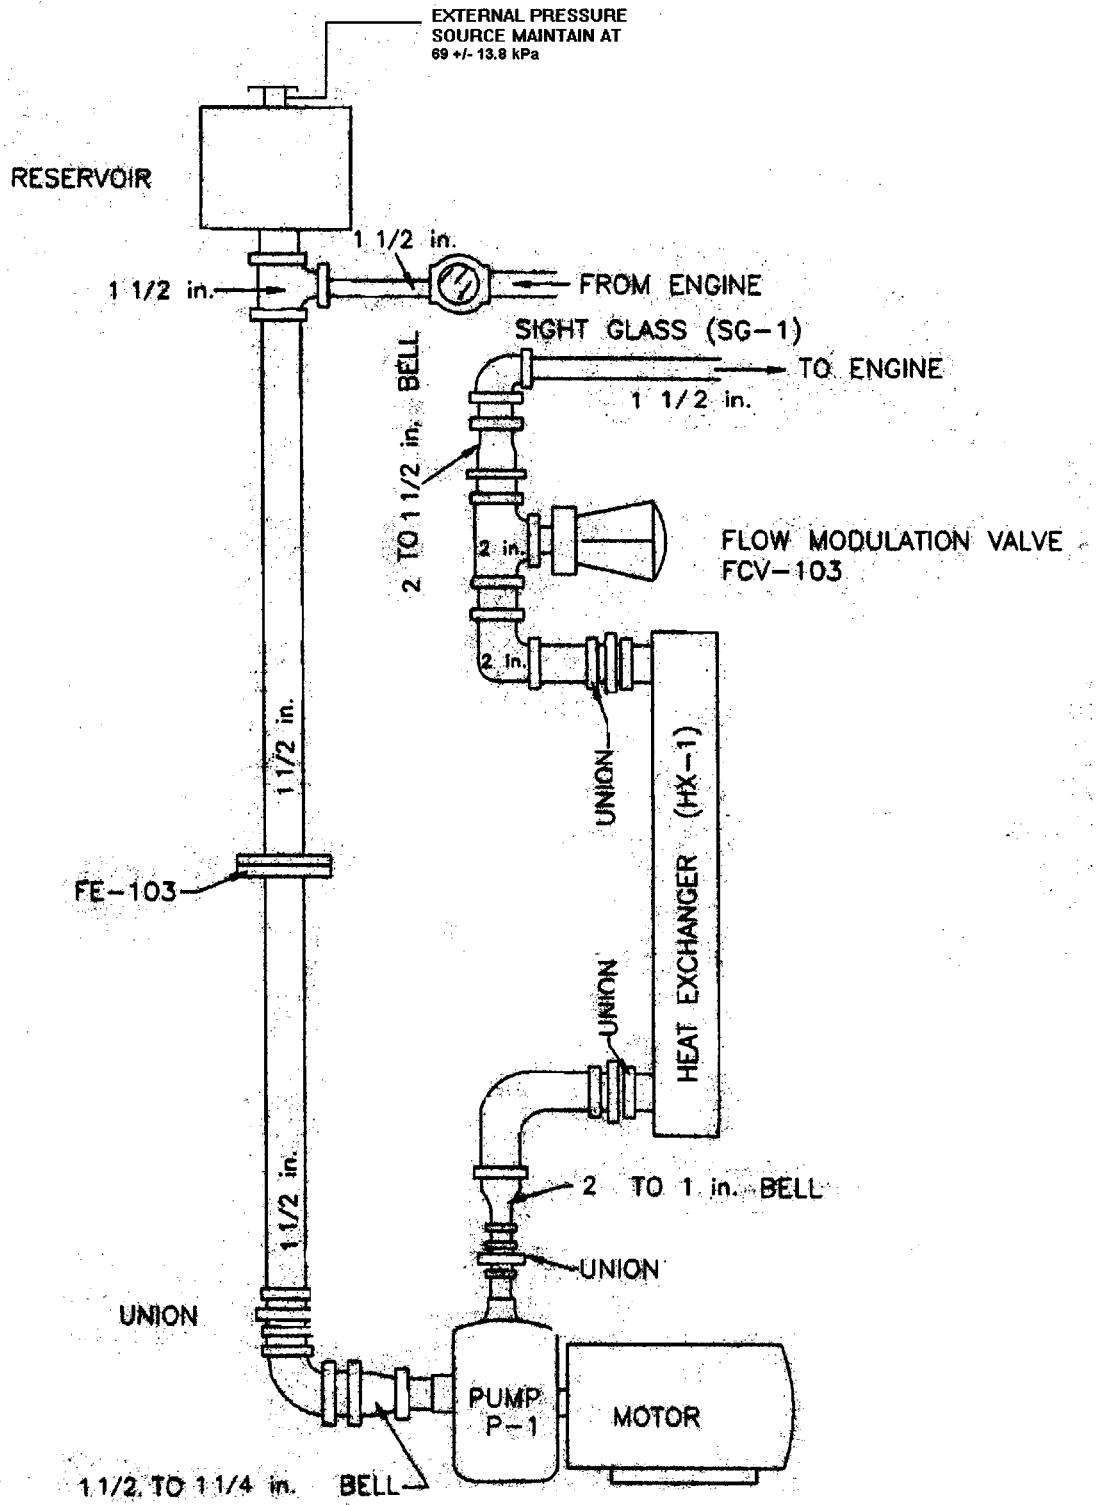 EXTERNAL PRESSURE
SOURCE MAINTAIN AT
69 +/- 13.8 kPa
RESERVOIR
1 1/2 in.
1 1/2 in.
FROM ENGINE
SIGHT GLASS (SG-1)
TO ENGINE
1 1/2 in.
2 TO 1 1/2 in. BELL
2 in.
FLOW MODULATION VALVE
FCV-103
2 in.
UNION
1 1/2 in.
HEAT EXCHANGER (HX-1)
FE-103
UNION
1 1/2 in.
2 TO 1 in. BELL
UNION
UNION
PUMP
P-1
MOTOR
1 1/2 TO 1 1/4 in. BELL